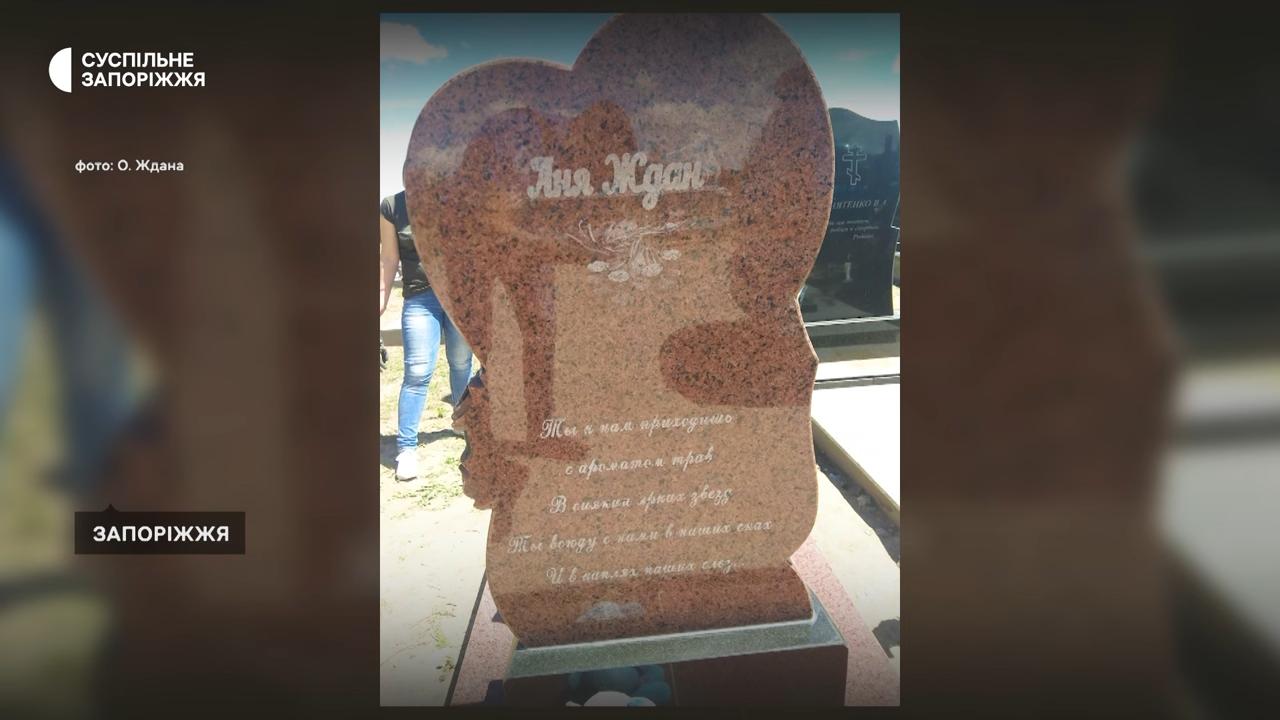 СУСПІЛЬНЕ
ЗАПОРІЖЖЯ
фото: О. Ждана
Аня Ждан
Ты к нам приходишь
с ароматом трав
В сиянии ярких звезд
Ты всюду с нами в наших снах
И в каплях наших слез
ЗАПОРІЖЖЯ